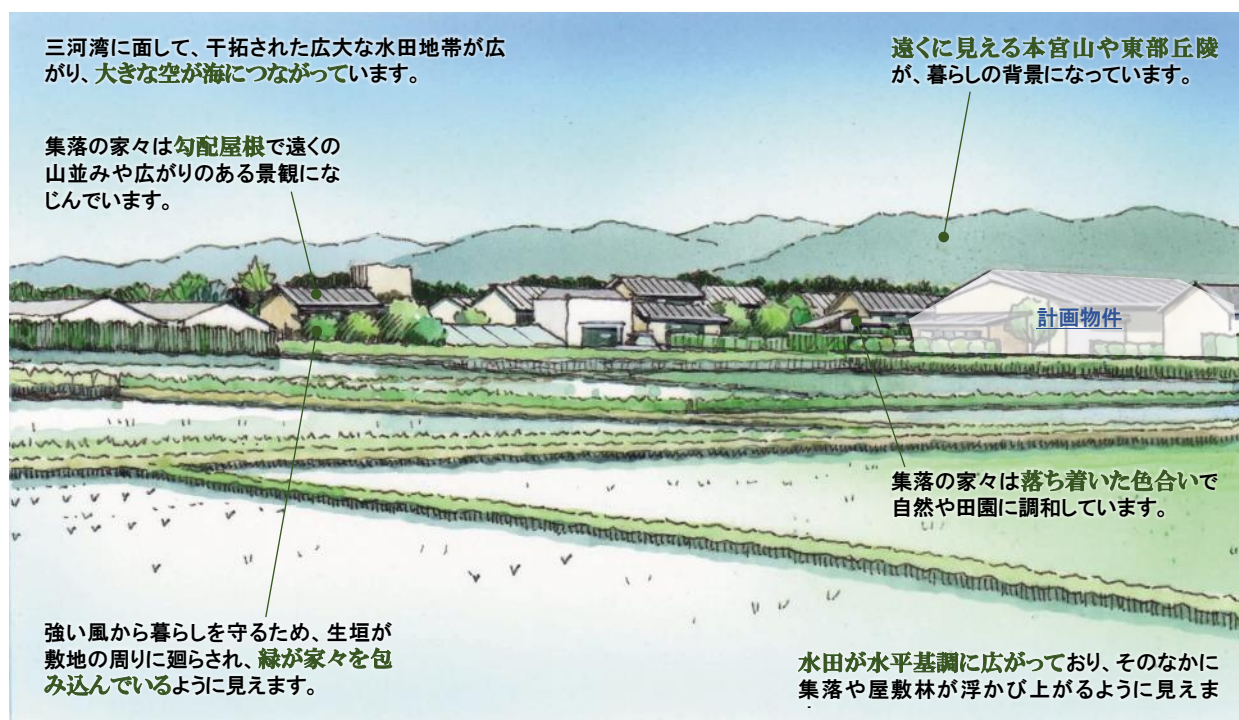 三河湾に面して、干拓された広大な水田地帯が広
がり、大きな空が海につながっています。
遠くに見える本宮山や東部丘陵
が、暮らしの背景になっています。
集落の家々は勾配屋根で遠くの
山並みや広がりのある景観にな
じんでいます。
計画物件
集落の家々は落ち着いた色合いで
自然や田園に調和しています。
強い風から暮らしを守るため、生垣が
敷地の周りに廻らされ、緑が家々を包
み込んでいるように見えます。
水田が水平基調に広がっており、そのなかに
集落や屋敷林が浮かび上がるように見えま